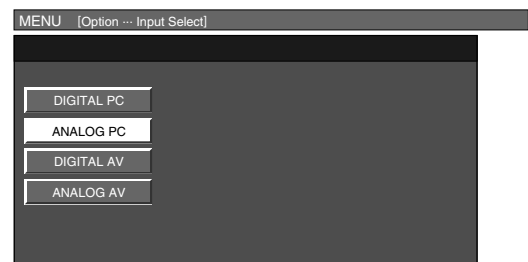 MENU [Option ··· Input Select]
DIGITAL PC
ANALOG PC
DIGITAL AV
ANALOG AV